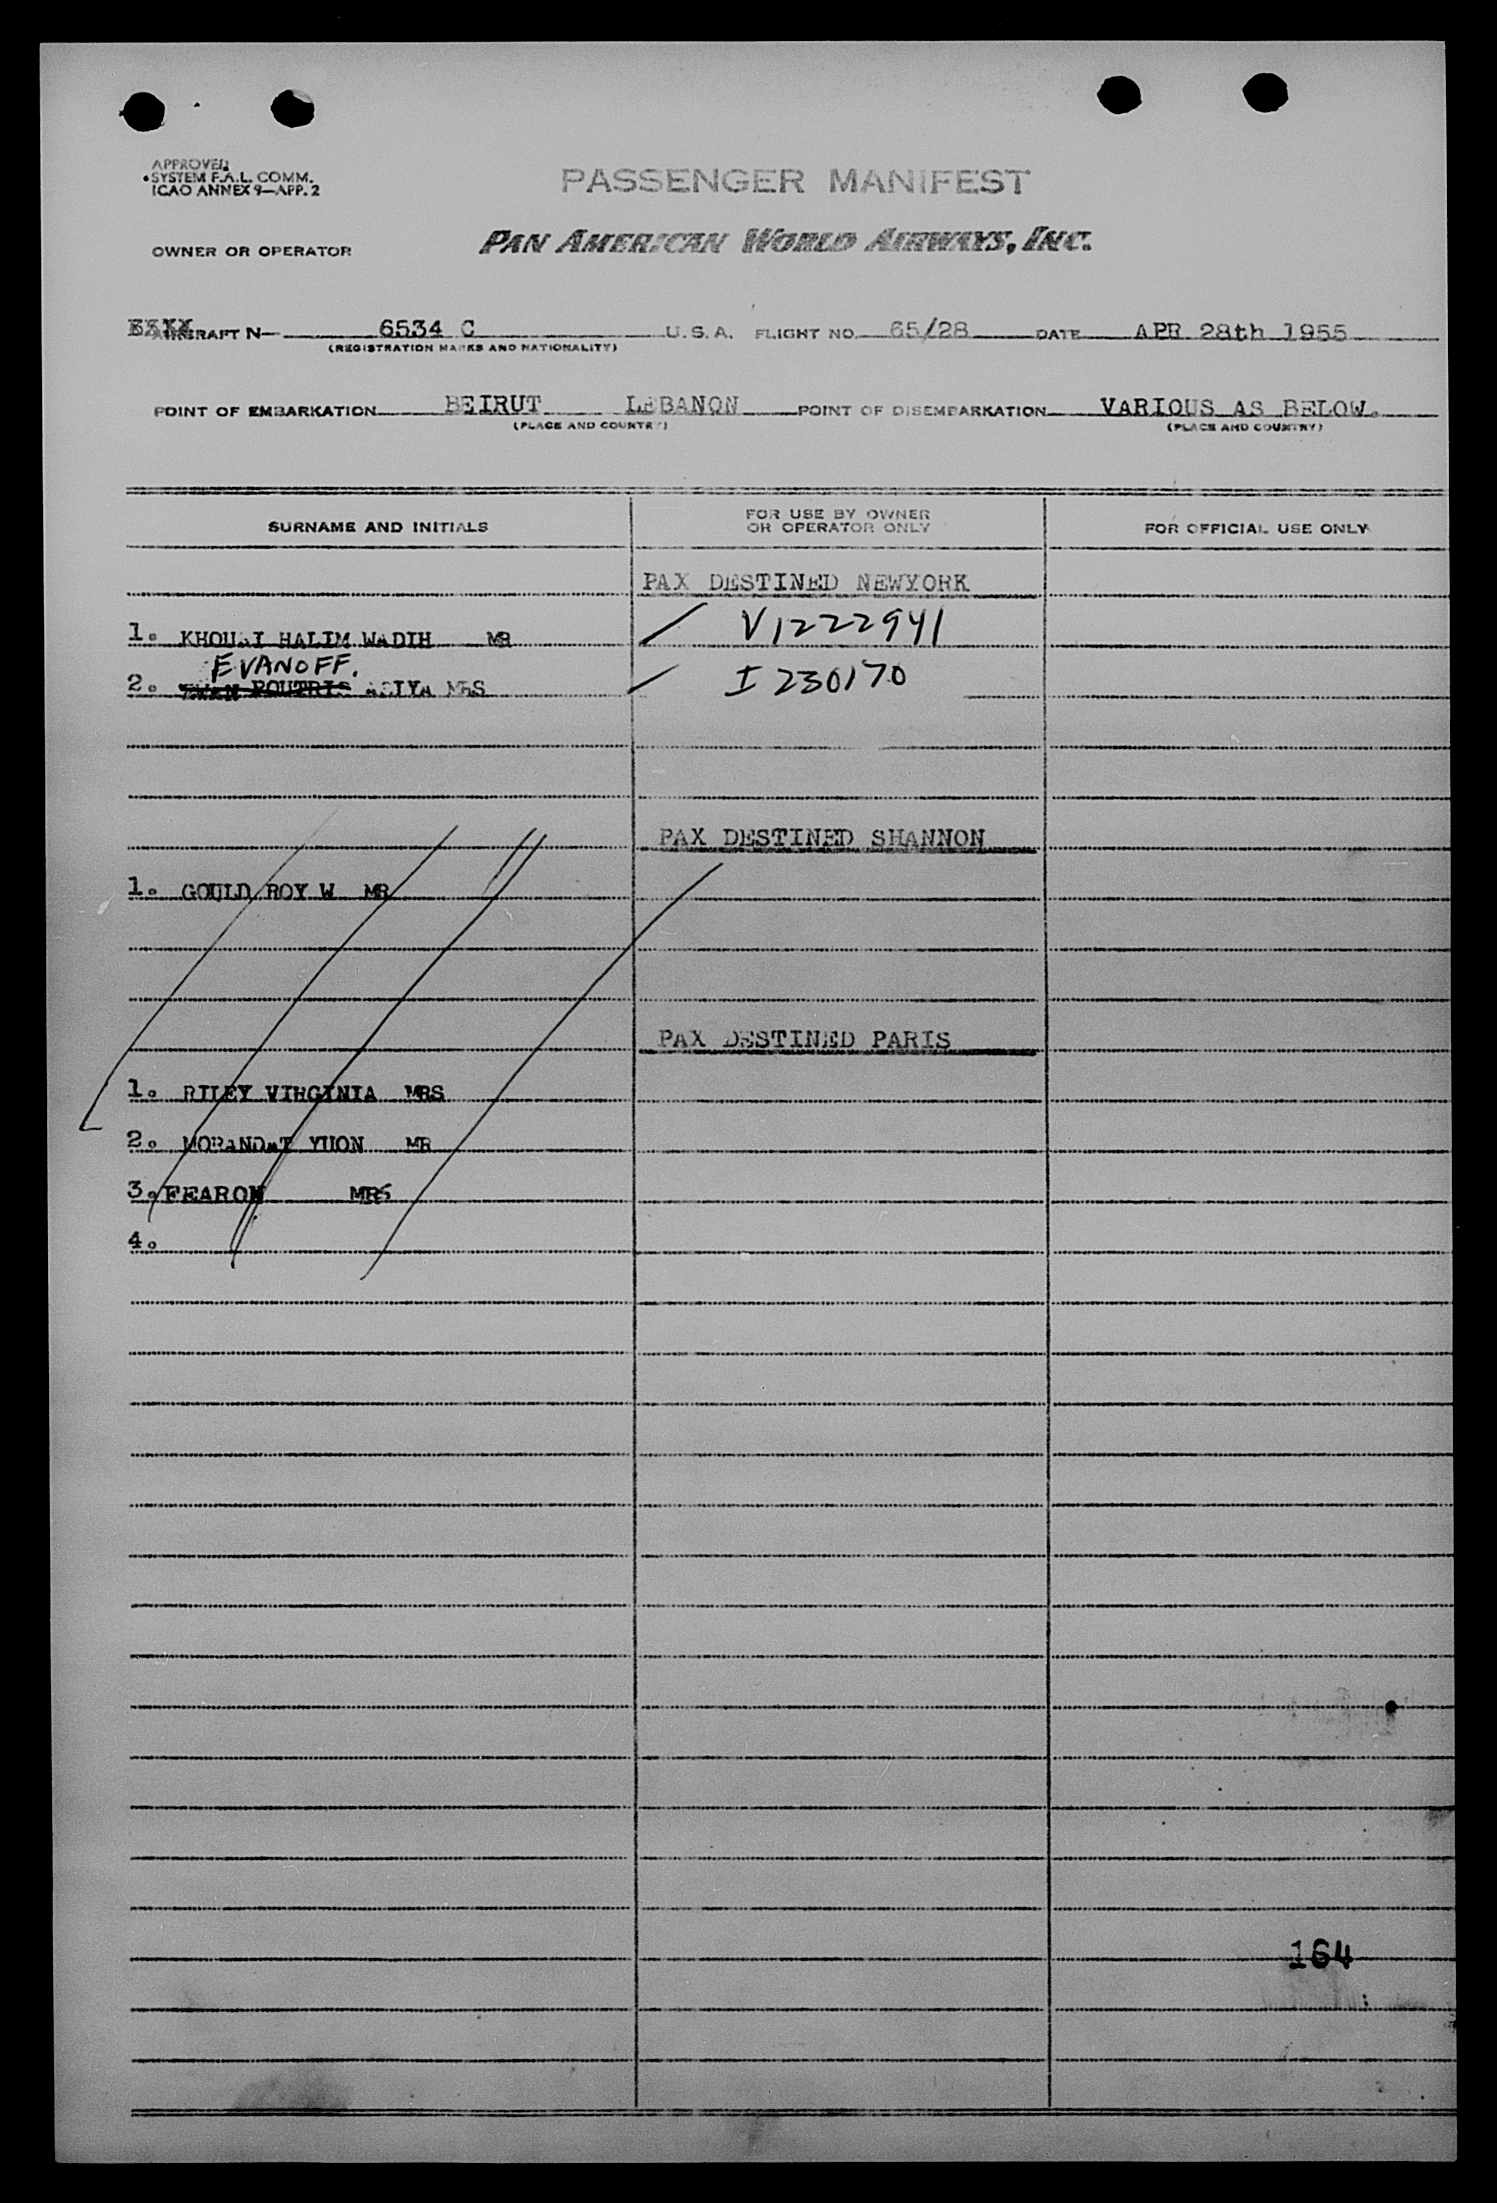 APPROVED
SYSTEM F.A.L. COMM.
ICAO ANNEX 9—APP. 2
PASSENGER MANIFEST
OWNER OR OPERATOR
PAN AMERICAN WORLD AIRWAYS, INC.
AIRCRAFT N— 6534 C U. S. A. FLIGHT NO. 65/28 DATE APR 28th 1955
(REGISTRATION MARKS AND NATIONALITY)
POINT OF EMBARKATION BEIRUT LEBANON POINT OF DISEMBARKATION VARIOUS AS BELOW.
(PLACE AND COUNTRY) (PLACE AND COUNTRY)
SURNAME AND INITIALS
FOR USE BY OWNER
OR OPERATOR ONLY
FOR OFFICIAL USE ONLY
PAX DESTINED NEWYORK
1. KHOURI HALIM WADIH MR V1222941
EVANOFF.
2. POUTRIS ASIYA MRS I 230170
PAX DESTINED SHANNON
1. GOULD ROY W MR
PAX DESTINED PARIS
1. RILEY VIRGINIA MRS
2. MORANDAT YUON MR
3. FEARON MRS
4.
164